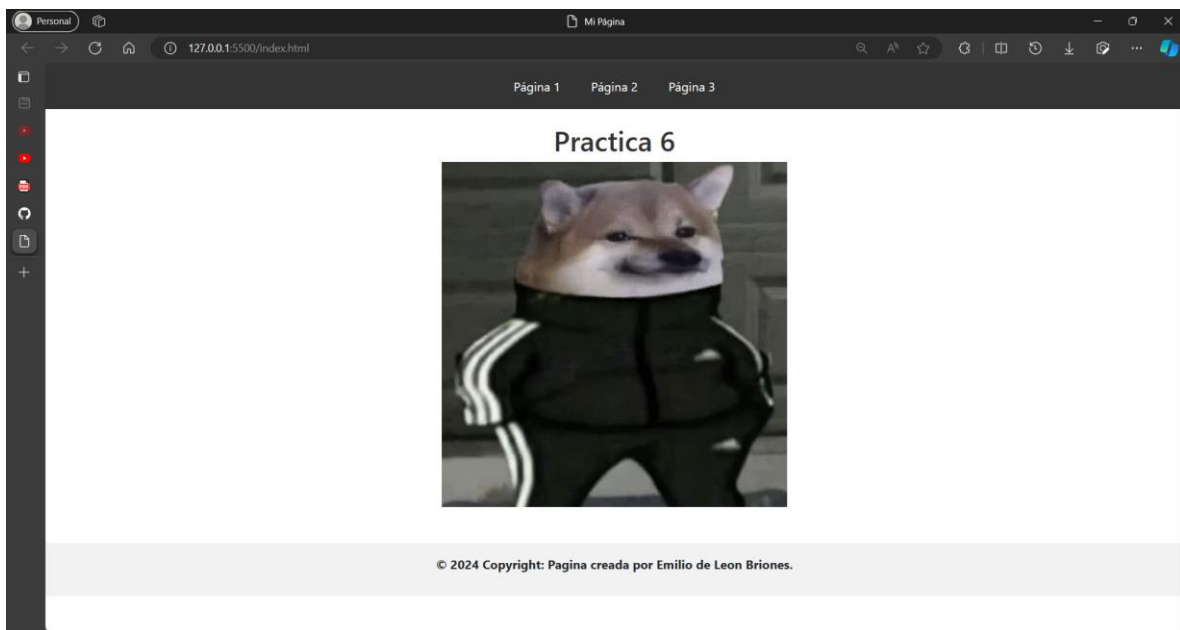 Personal
Mi Página
127.0.0.1:5500/index.html
Página 1 Página 2 Página 3
Practica 6
© 2024 Copyright: Pagina creada por Emilio de Leon Briones.